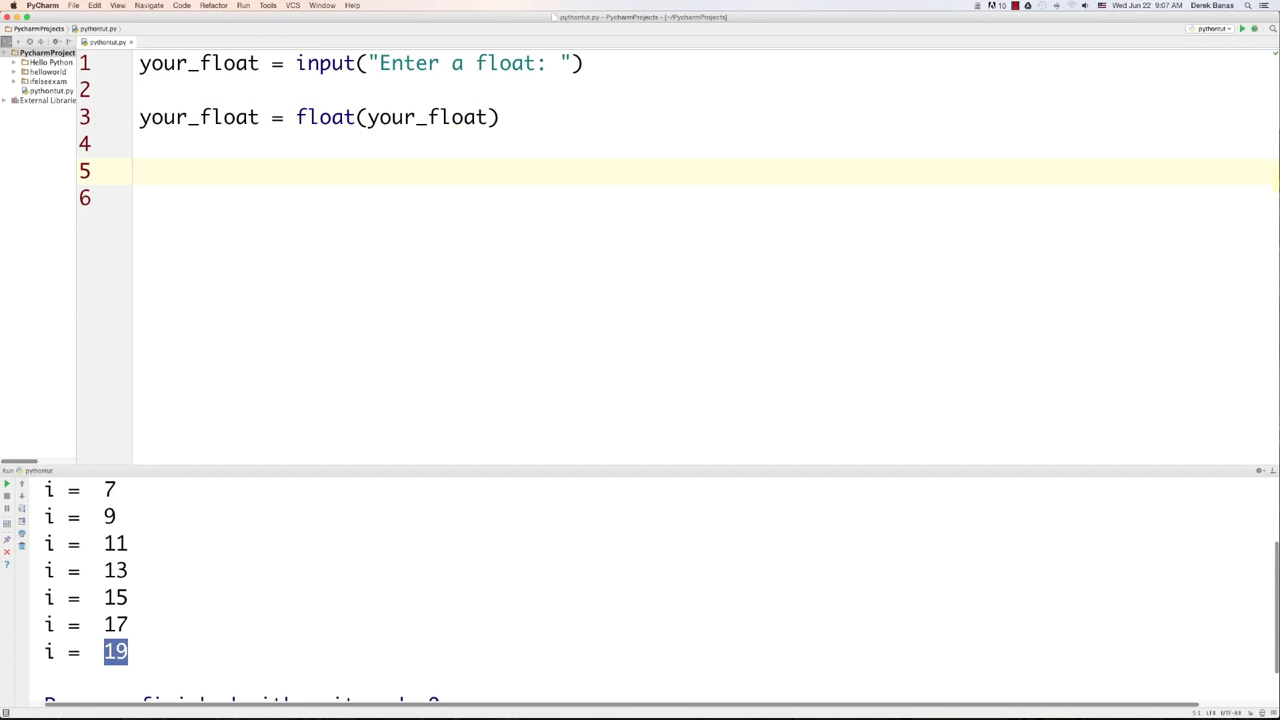 PyCharm File Edit View Navigate Code Refactor Run Tools VCS Window Help 10 Wed Jun 22 9:07 AM Derek Banas
pythontut.py - PycharmProjects - [~/PycharmProjects]
PycharmProjects pythontut.py pythontut
pythontut.py
PycharmProject
Hello Python
helloworld
ifelseexam
pythontut.py
External Librarie
1 your_float = input("Enter a float: ")
2
3 your_float = float(your_float)
4
5
6
Run pythontut
i = 7
i = 9
i = 11
i = 13
i = 15
i = 17
i = 19
1:1 LF UTF-8